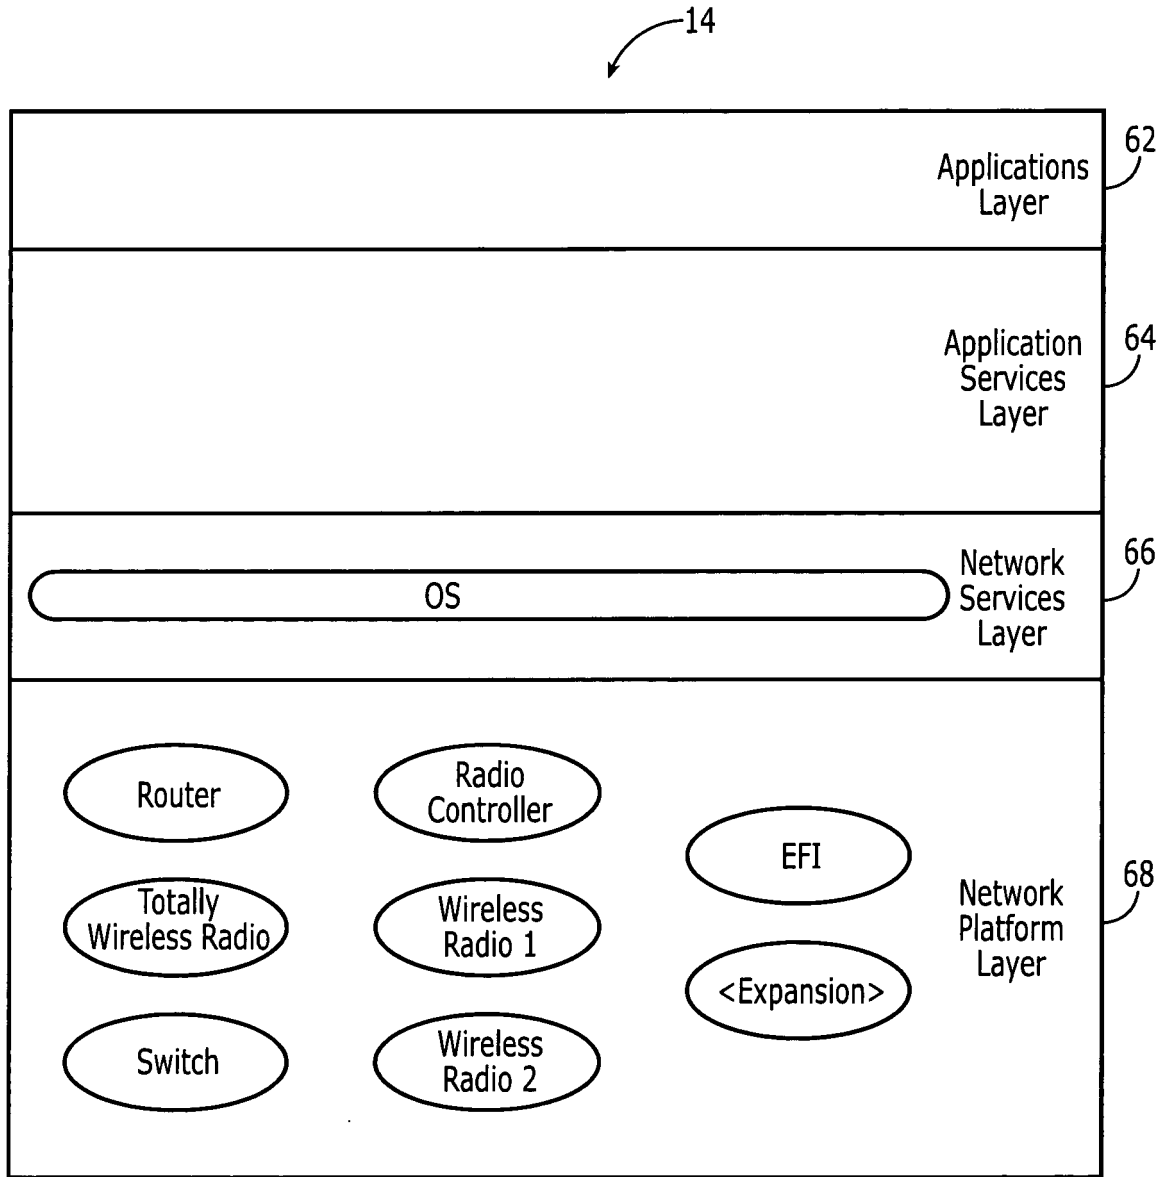 14
62
Applications
Layer
64
Application
Services
Layer
66
Network
Services
Layer
OS
Router
Radio
Controller
EFI
Totally
Wireless Radio
Wireless
Radio 1
<Expansion>
Switch
Wireless
Radio 2
68
Network
Platform
Layer